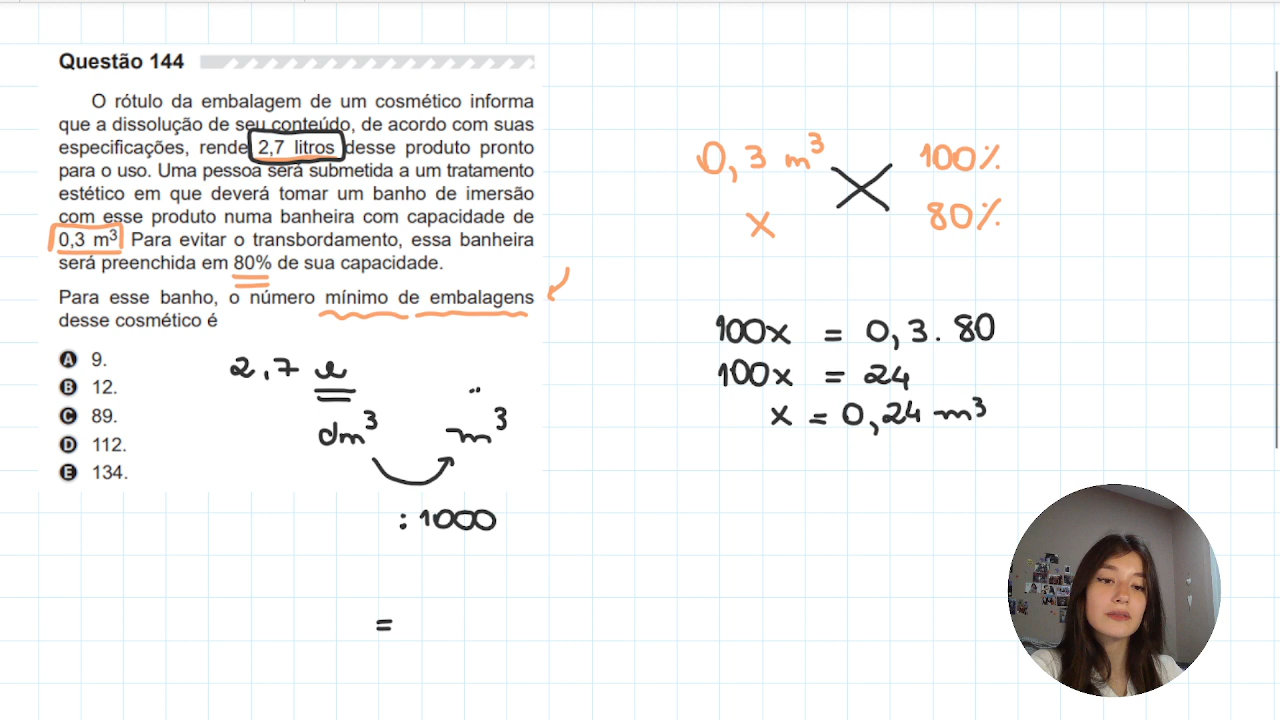 Questão 144
O rótulo da embalagem de um cosmético informa
que a dissolução de seu conteúdo, de acordo com suas
especificações, rende 2,7 litros desse produto pronto
para o uso. Uma pessoa será submetida a um tratamento
estético em que deverá tomar um banho de imersão
com esse produto numa banheira com capacidade de
0,3 m³. Para evitar o transbordamento, essa banheira
será preenchida em 80% de sua capacidade.
Para esse banho, o número mínimo de embalagens
desse cosmético é
A 9.
B 12.
C 89.
D 112.
E 134.
2,7 l
dm³ m³
: 1000
=
0,3 m³ 100%
x 80%
100x = 0,3 . 80
100x = 24
x = 0,24 m³